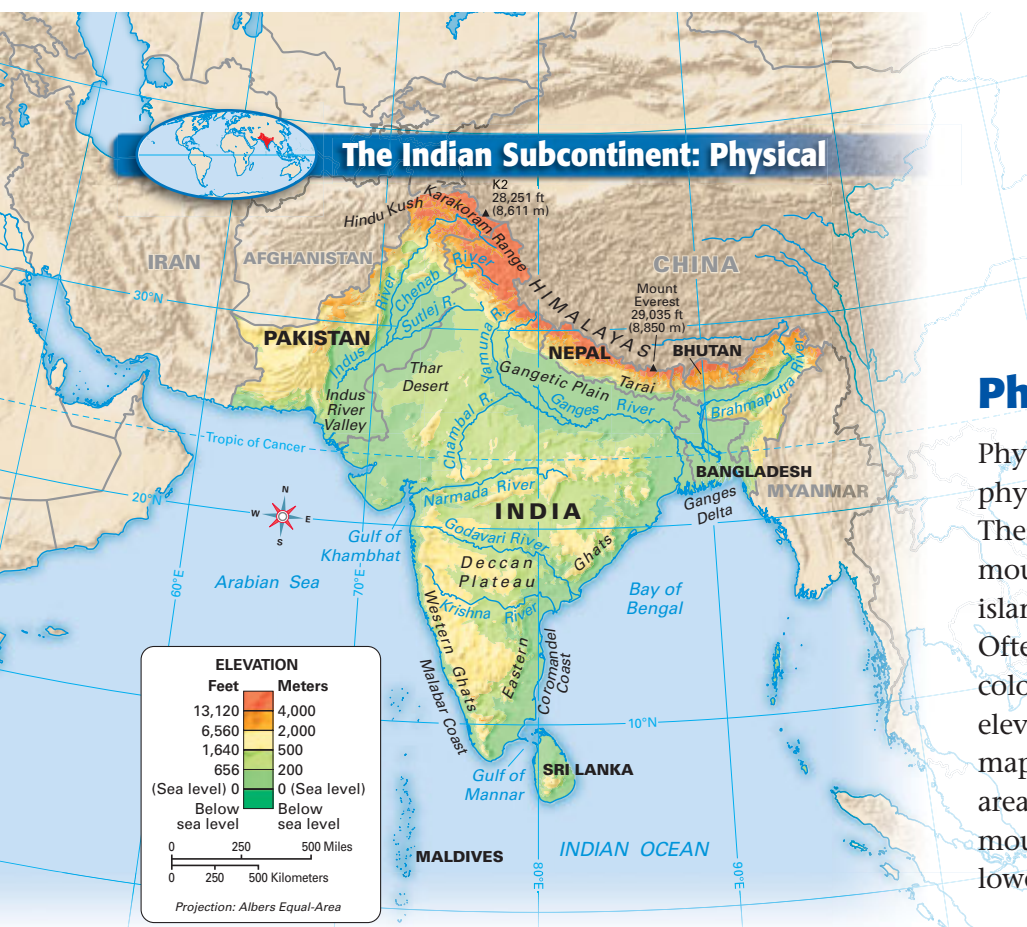 The Indian Subcontinent: Physical
K2
28,251 ft
(8,611 m)
Hindu Kush
Karakoram Range
IRAN
AFGHANISTAN
CHINA
30°N
HIMALAYAS
Mount
Everest
29,035 ft
(8,850 m)
PAKISTAN
Indus River
Chenab River
Sutlej R.
Yamuna R.
NEPAL
BHUTAN
Thar
Desert
Gangetic Plain
Tarai
Ganges River
Brahmaputra River
Indus
River
Valley
Chambal R.
Tropic of Cancer
BANGLADESH
MYANMAR
20°N
Narmada River
INDIA
Ganges
Delta
N
W
E
S
Gulf of
Khambhat
Godavari River
Deccan
Plateau
Eastern Ghats
Arabian Sea
60°E
70°E
Bay of
Bengal
Krishna River
Western Ghats
Malabar Coast
Coromandel
Coast
10°N
Gulf of
Mannar
SRI LANKA
MALDIVES
INDIAN OCEAN
80°E
90°E
ELEVATION
Feet Meters
13,120 4,000
6,560 2,000
1,640 500
656 200
(Sea level) 0 0 (Sea level)
Below Below
sea level sea level
0 250 500 Miles
0 250 500 Kilometers
Projection: Albers Equal-Area
Ph
Phy
phy
The
mou
islan
Ofte
colo
elev
map
area
mou
lowe